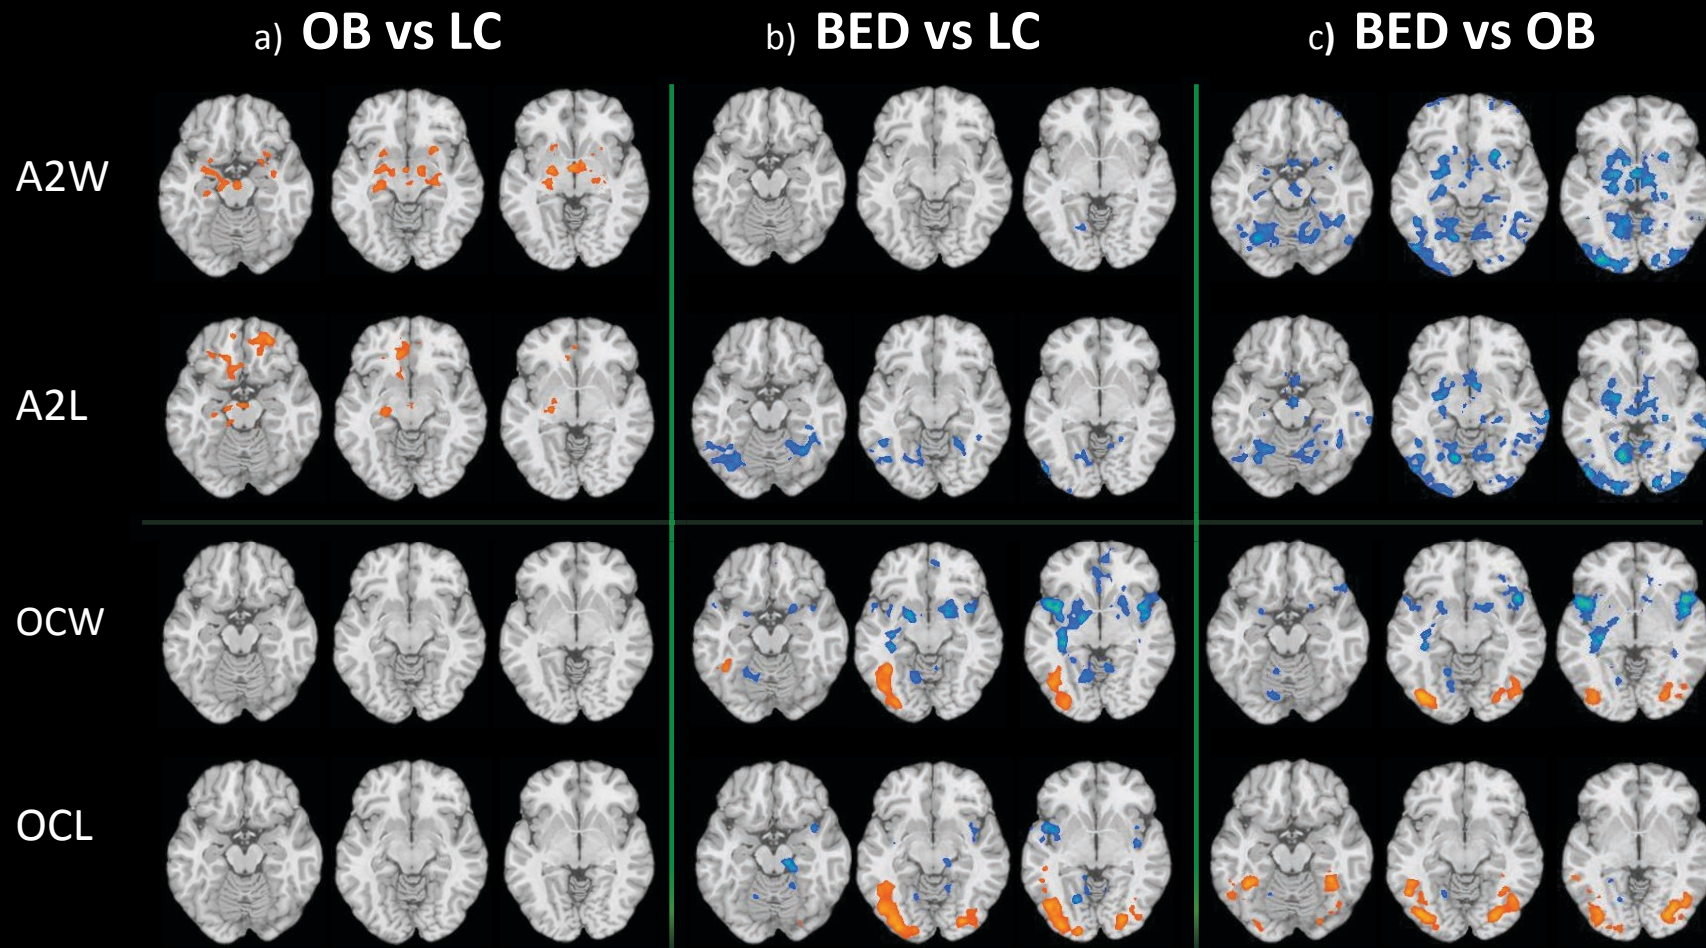 a) OB vs LC
b) BED vs LC
c) BED vs OB
A2W
A2L
OCW
OCL